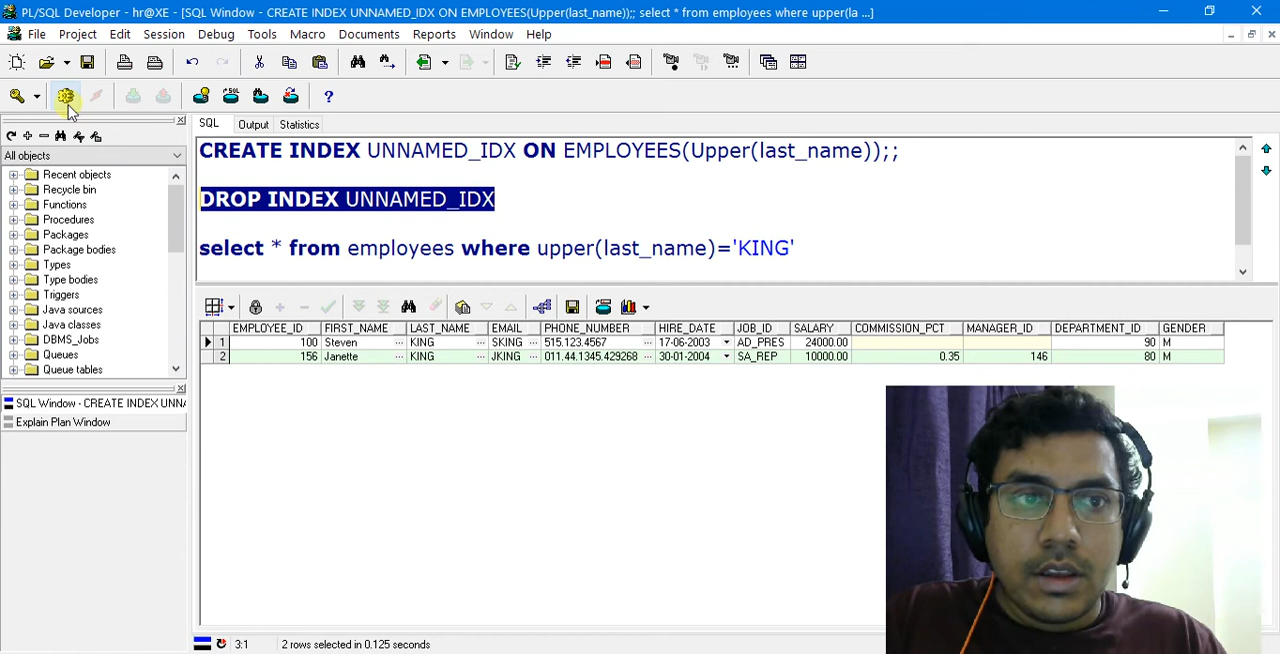 PL/SQL Developer - hr@XE - [SQL Window - CREATE INDEX UNNAMED_IDX ON EMPLOYEES(Upper(last_name));; select * from employees where upper(la ...]
File Project Edit Session Debug Tools Macro Documents Reports Window Help
SQL Output Statistics
All objects
Recent objects
Recycle bin
Functions
Procedures
Packages
Package bodies
Types
Type bodies
Triggers
Java sources
Java classes
DBMS_Jobs
Queues
Queue tables
SQL Window - CREATE INDEX UNN
Explain Plan Window
CREATE INDEX UNNAMED_IDX ON EMPLOYEES(Upper(last_name));;
DROP INDEX UNNAMED_IDX
select * from employees where upper(last_name)='KING'
EMPLOYEE_ID FIRST_NAME LAST_NAME EMAIL PHONE_NUMBER HIRE_DATE JOB_ID SALARY COMMISSION_PCT MANAGER_ID DEPARTMENT_ID GENDER
1 100 Steven ... KING ... SKING ... 515.123.4567 ... 17-06-2003 AD_PRES 24000.00 90 M
2 156 Janette ... KING ... JKING ... 011.44.1345.429268 ... 30-01-2004 SA_REP 10000.00 0.35 146 80 M
3:1 2 rows selected in 0.125 seconds